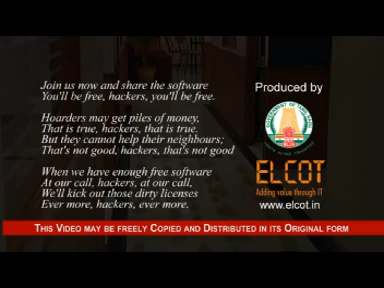 Join us now and share the software
You'll be free, hackers, you'll be free.
Hoarders may get piles of money,
That is true, hackers, that is true.
But they cannot help their neighbours;
That's not good, hackers, that's not good
When we have enough free software
At our call, hackers, at our call,
We'll kick out those dirty licenses
Ever more, hackers, ever more.
Produced by
ELCOT
Adding value through IT
www.elcot.in
THIS VIDEO MAY BE FREELY COPIED AND DISTRIBUTED IN ITS ORIGINAL FORM